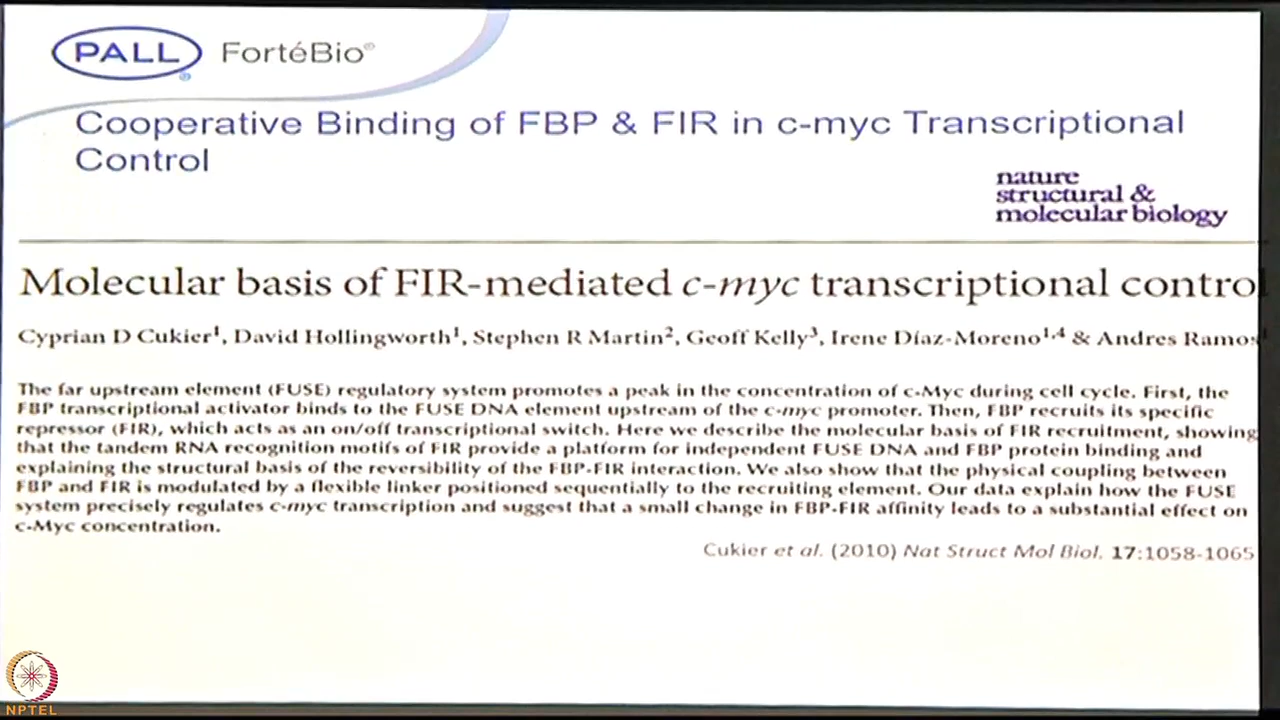 PALL FortéBio®
®
Cooperative Binding of FBP & FIR in c-myc Transcriptional
Control
nature
structural &
molecular biology
Molecular basis of FIR-mediated c-myc transcriptional contro
Cyprian D Cukier¹, David Hollingworth¹, Stephen R Martin², Geoff Kelly³, Irene Díaz-Moreno¹,⁴ & Andres Ramos¹
The far upstream element (FUSE) regulatory system promotes a peak in the concentration of c-Myc during cell cycle. First, the
FBP transcriptional activator binds to the FUSE DNA element upstream of the c-myc promoter. Then, FBP recruits its specific
repressor (FIR), which acts as an on/off transcriptional switch. Here we describe the molecular basis of FIR recruitment, showing
that the tandem RNA recognition motifs of FIR provide a platform for independent FUSE DNA and FBP protein binding and
explaining the structural basis of the reversibility of the FBP-FIR interaction. We also show that the physical coupling between
FBP and FIR is modulated by a flexible linker positioned sequentially to the recruiting element. Our data explain how the FUSE
system precisely regulates c-myc transcription and suggest that a small change in FBP-FIR affinity leads to a substantial effect on
c-Myc concentration.
Cukier et al. (2010) Nat Struct Mol Biol. 17:1058-1065
NPTEL